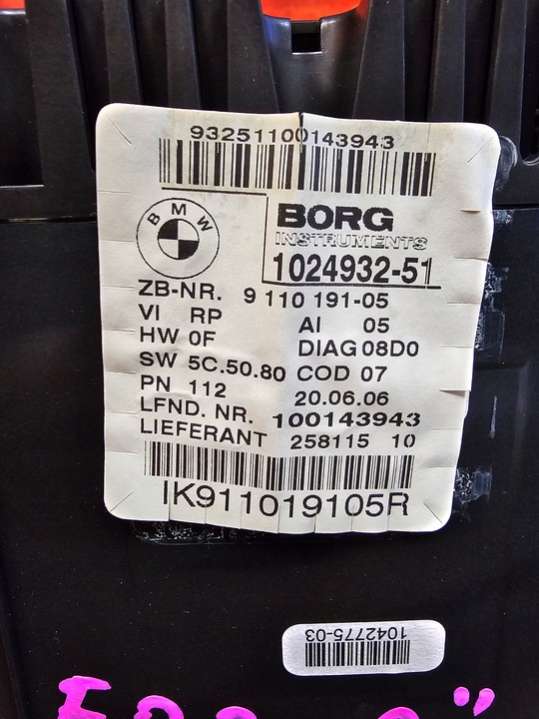 93251100143943
BMW
BORG
INSTRUMENTS
1024932-51
ZB-NR. 9 110 191-05
VI RP AI 05
HW 0F DIAG 08D0
SW 5C.50.80 COD 07
PN 112 20.06.06
LFND. NR. 100143943
LIEFERANT 258115 10
IK911019105R
1042775-03